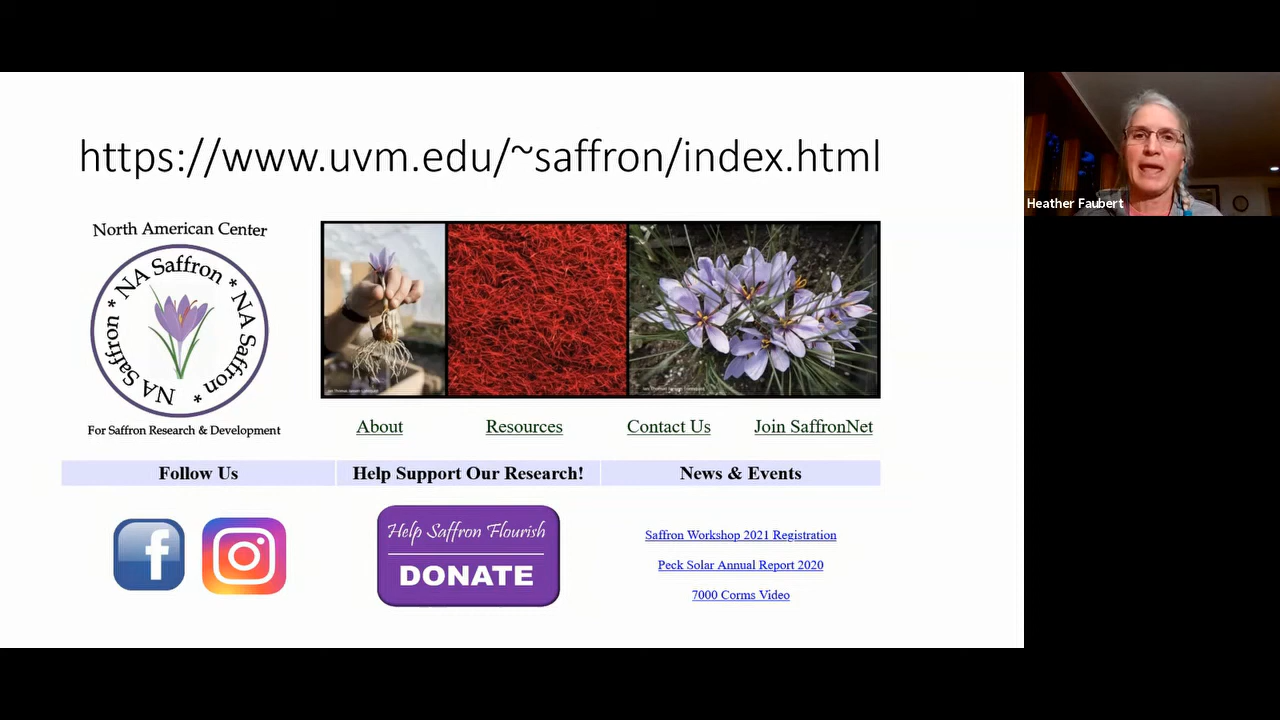 https://www.uvm.edu/~saffron/index.html
Heather Faubert
North American Center
* NA Saffron * NA Saffron * NA Saffron
For Saffron Research & Development
About Resources Contact Us Join SaffronNet
Follow Us Help Support Our Research! News & Events
Help Saffron Flourish
DONATE
Saffron Workshop 2021 Registration
Peck Solar Annual Report 2020
7000 Corms Video